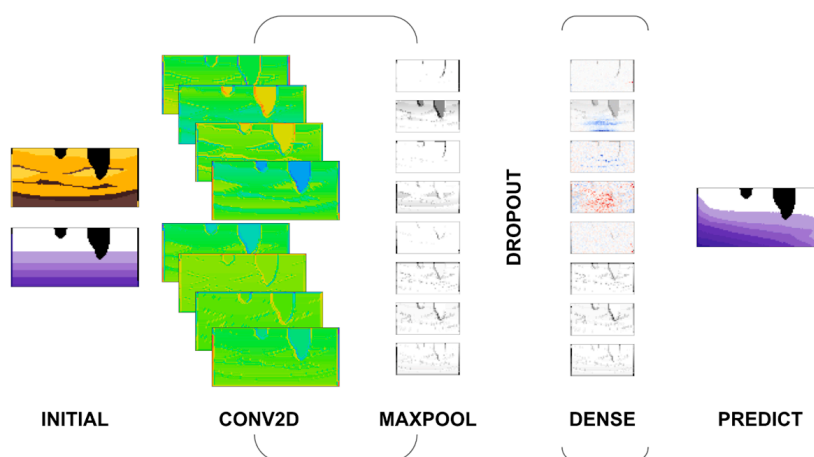 DROPOUT
INITIAL
CONV2D
MAXPOOL
DENSE
PREDICT